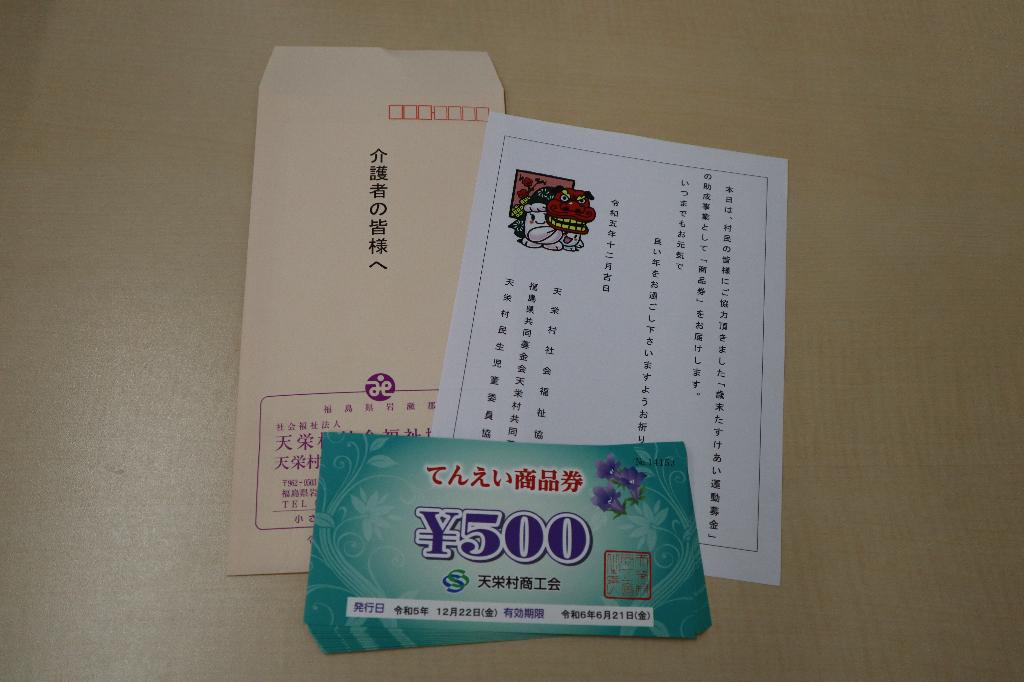 介護者の皆様へ
福島県岩瀬郡
社会福祉法人
天栄
天栄村
〒962-0503
福島県岩
TEL
小さ
本日は、村民の皆様にご協力頂きました「歳末たすけあい運動募金」
の助成事業として「商品券」をお届けします。
いつまでもお元気で
良い年をお過ごし下さいますようお祈り
令和五年十二月吉日
天栄村社会福祉協
福島県共同募金会天栄村共同
天栄村民生児童委員協
№14153
てんえい商品券
¥500
天栄村商工会
発行日 令和5年 12月22日(金) 有効期限 令和6年6月21日(金)